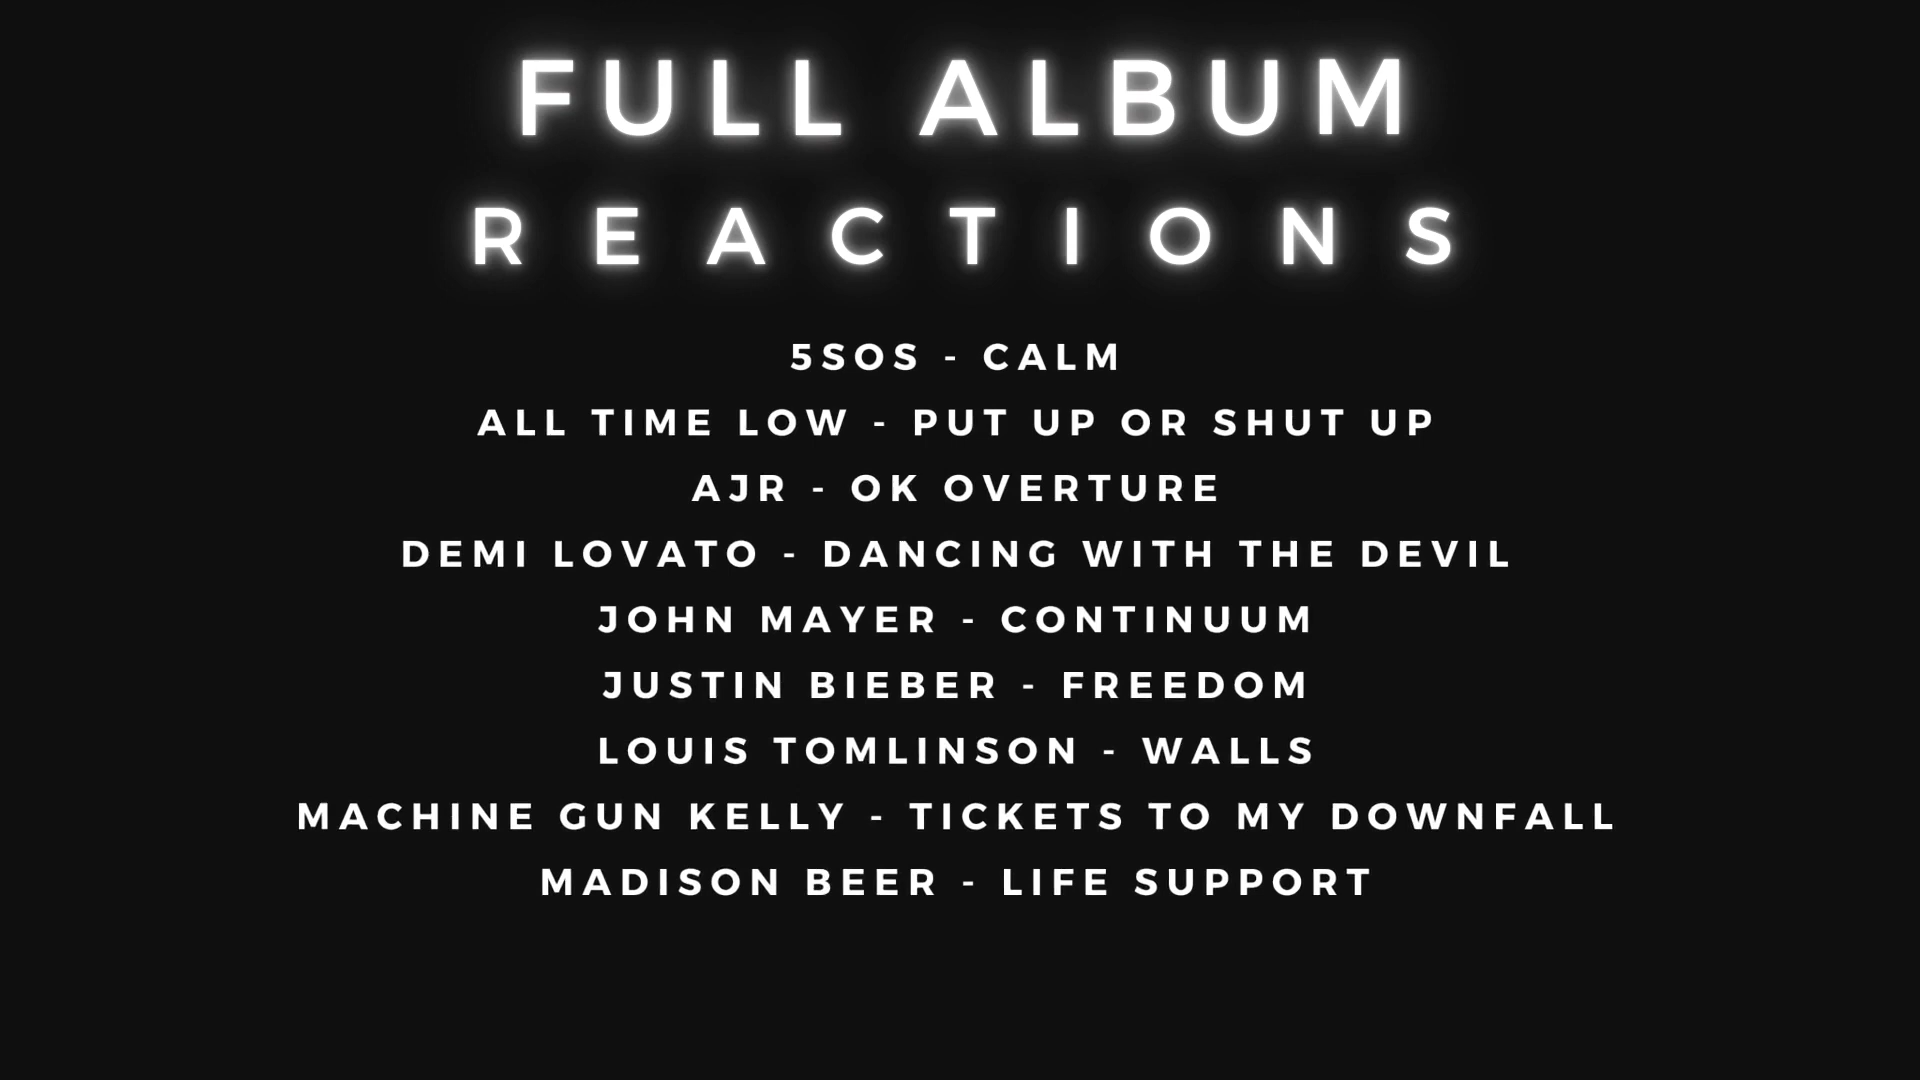 FULL ALBUM
REACTIONS
5SOS - CALM
ALL TIME LOW - PUT UP OR SHUT UP
AJR - OK OVERTURE
DEMI LOVATO - DANCING WITH THE DEVIL
JOHN MAYER - CONTINUUM
JUSTIN BIEBER - FREEDOM
LOUIS TOMLINSON - WALLS
MACHINE GUN KELLY - TICKETS TO MY DOWNFALL
MADISON BEER - LIFE SUPPORT